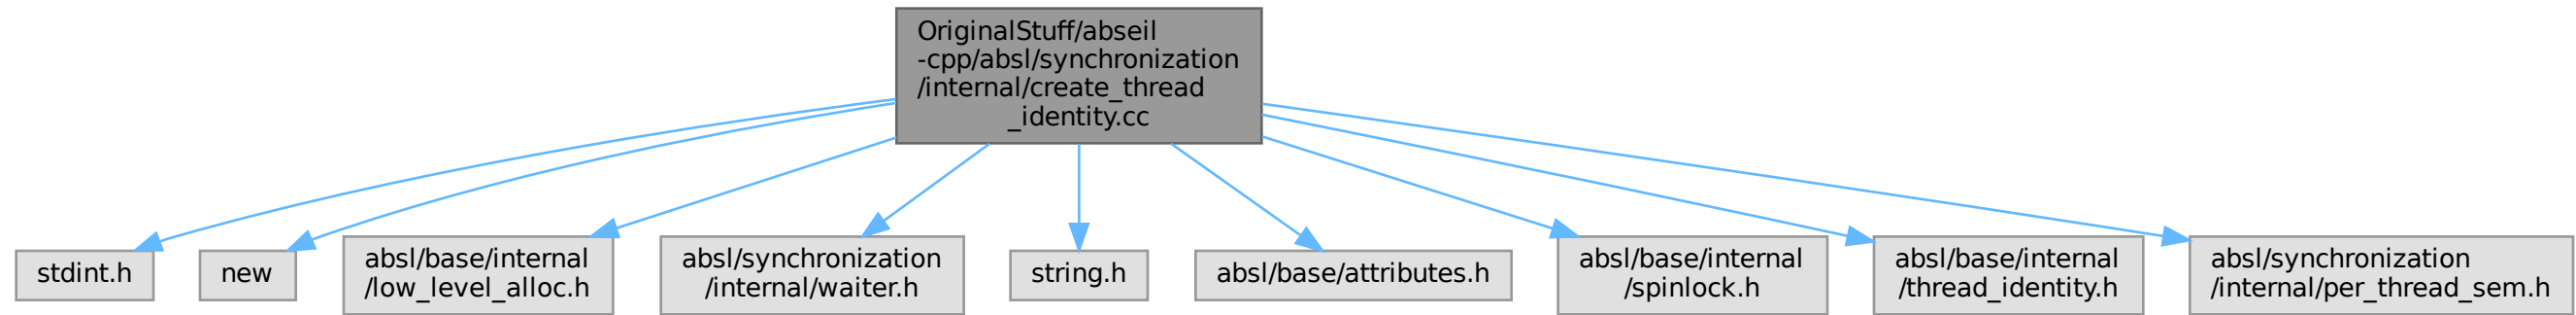 OriginalStuff/abseil
-cpp/absl/synchronization
/internal/create_thread
_identity.cc
stdint.h
new
absl/base/internal
/low_level_alloc.h
absl/synchronization
/internal/waiter.h
string.h
absl/base/attributes.h
absl/base/internal
/spinlock.h
absl/base/internal
/thread_identity.h
absl/synchronization
/internal/per_thread_sem.h